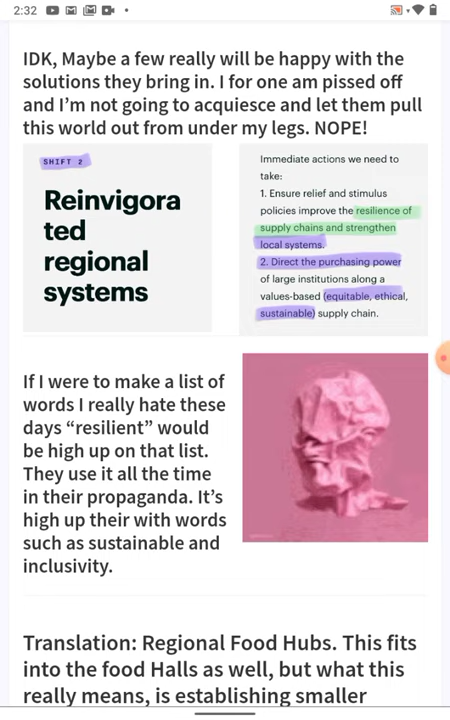 2:32
IDK, Maybe a few really will be happy with the
solutions they bring in. I for one am pissed off
and I'm not going to acquiesce and let them pull
this world out from under my legs. NOPE!
SHIFT 2
Reinvigora
ted
regional
systems
Immediate actions we need to
take:
1. Ensure relief and stimulus
policies improve the resilience of
supply chains and strengthen
local systems.
2. Direct the purchasing power
of large institutions along a
values-based (equitable, ethical,
sustainable) supply chain.
If I were to make a list of
words I really hate these
days “resilient” would
be high up on that list.
They use it all the time
in their propaganda. It's
high up their with words
such as sustainable and
inclusivity.
Translation: Regional Food Hubs. This fits
into the food Halls as well, but what this
really means, is establishing smaller